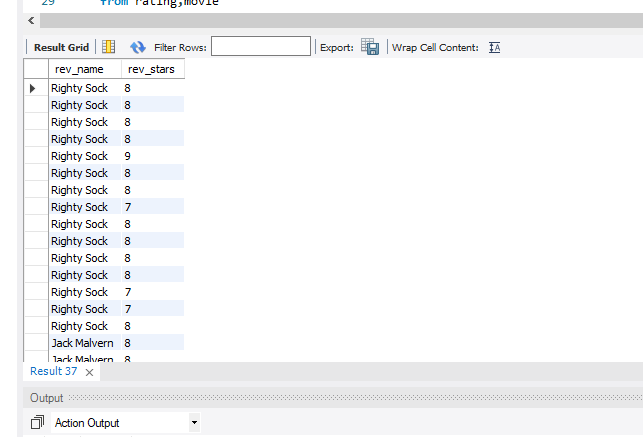 29 from rating,movie
Result Grid Filter Rows: Export: Wrap Cell Content: IA
rev_name rev_stars
Righty Sock 8
Righty Sock 8
Righty Sock 8
Righty Sock 8
Righty Sock 9
Righty Sock 8
Righty Sock 8
Righty Sock 7
Righty Sock 8
Righty Sock 8
Righty Sock 8
Righty Sock 8
Righty Sock 7
Righty Sock 7
Righty Sock 8
Jack Malvern 8
Jack Malvern 8
Result 37
Output
Action Output